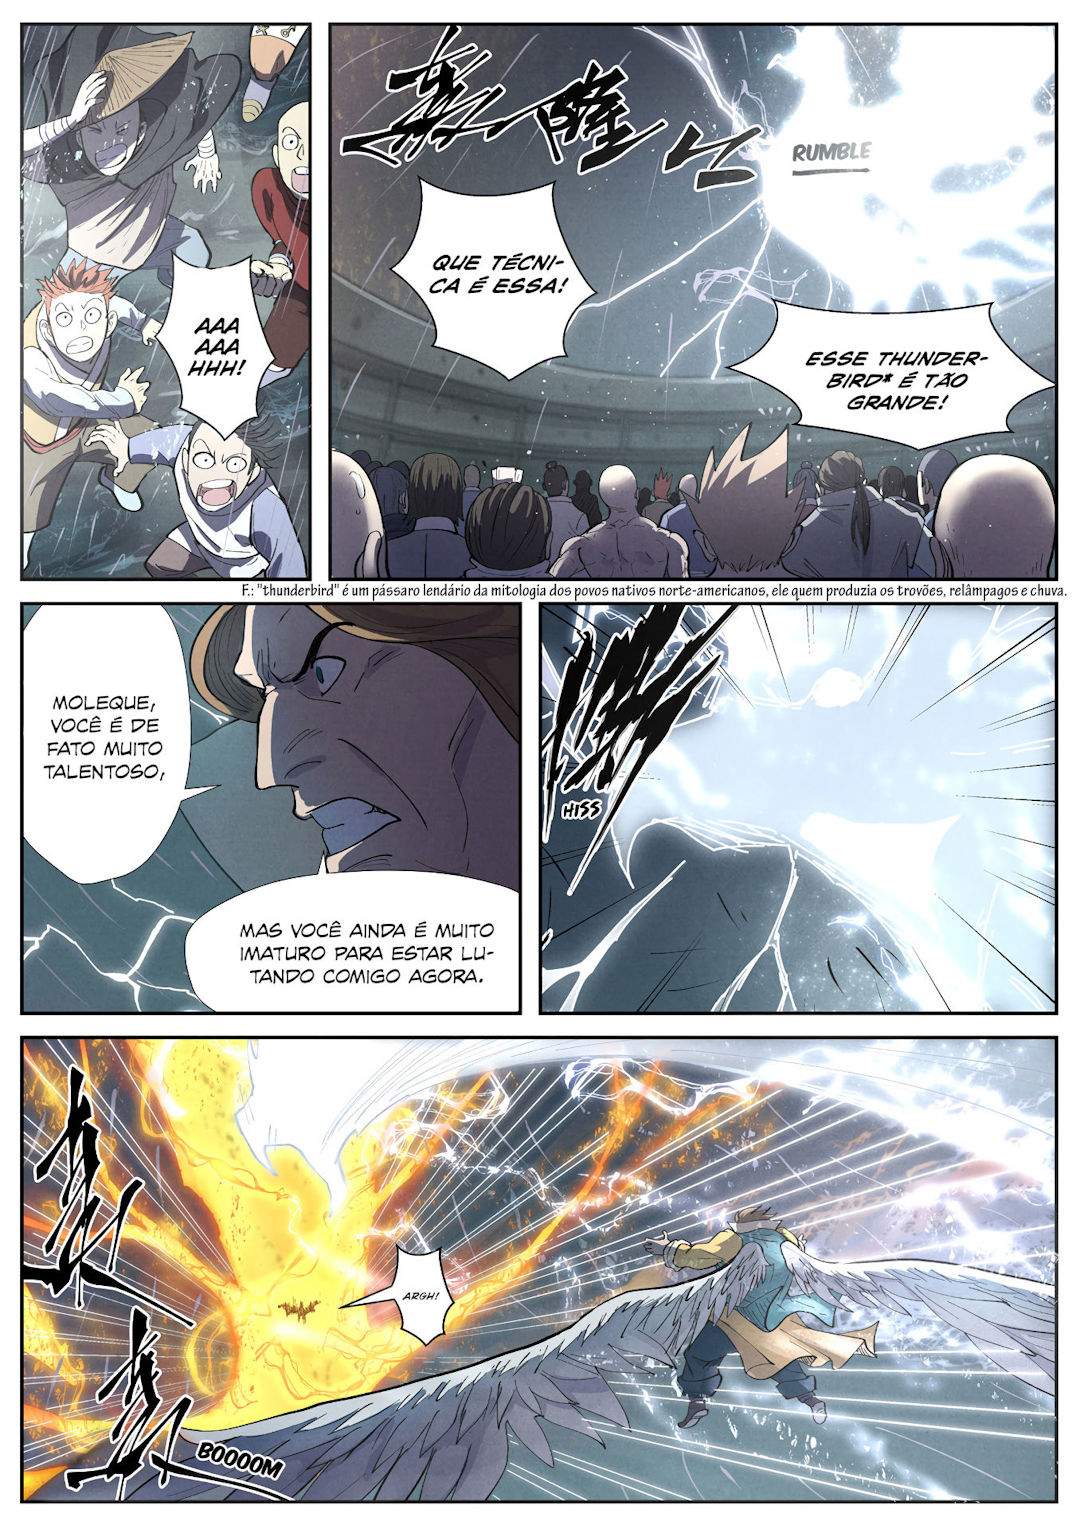 AAA
AAA
HHH!
轰隆
RUMBLE
QUE TÉCNI-
CA É ESSA!
ESSE THUNDER-
BIRD* É TÃO
GRANDE!
F.: "thunderbird" é um pássaro lendário da mitologia dos povos nativos norte-americanos, ele quem produzia os trovões, relâmpagos e chuva.
MOLEQUE,
VOCÊ É DE
FATO MUITO
TALENTOSO;
MAS VOCÊ AINDA É MUITO
IMATURO PARA ESTAR LU-
TANDO COMIGO AGORA.
HISS
ARGH!
BOOOOM